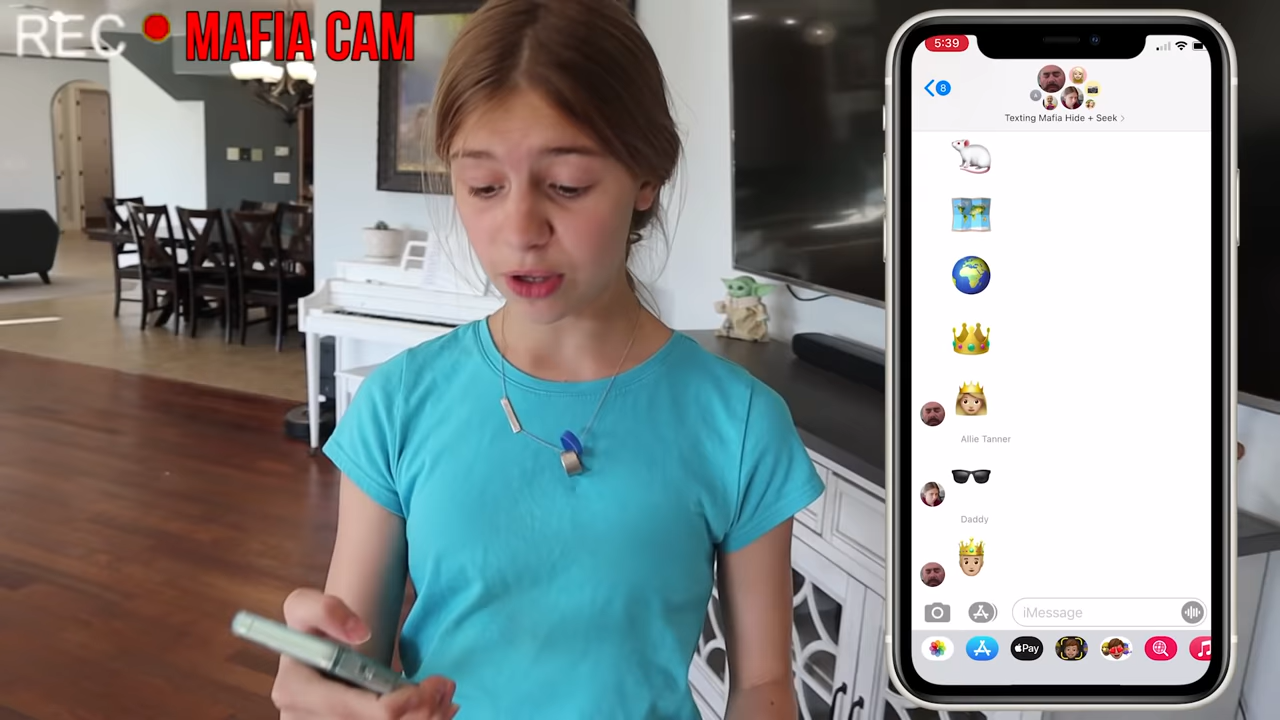 REC MAFIA CAM
5:39
8
Texting Mafia Hide + Seek
Allie Tanner
Daddy
iMessage
Pay